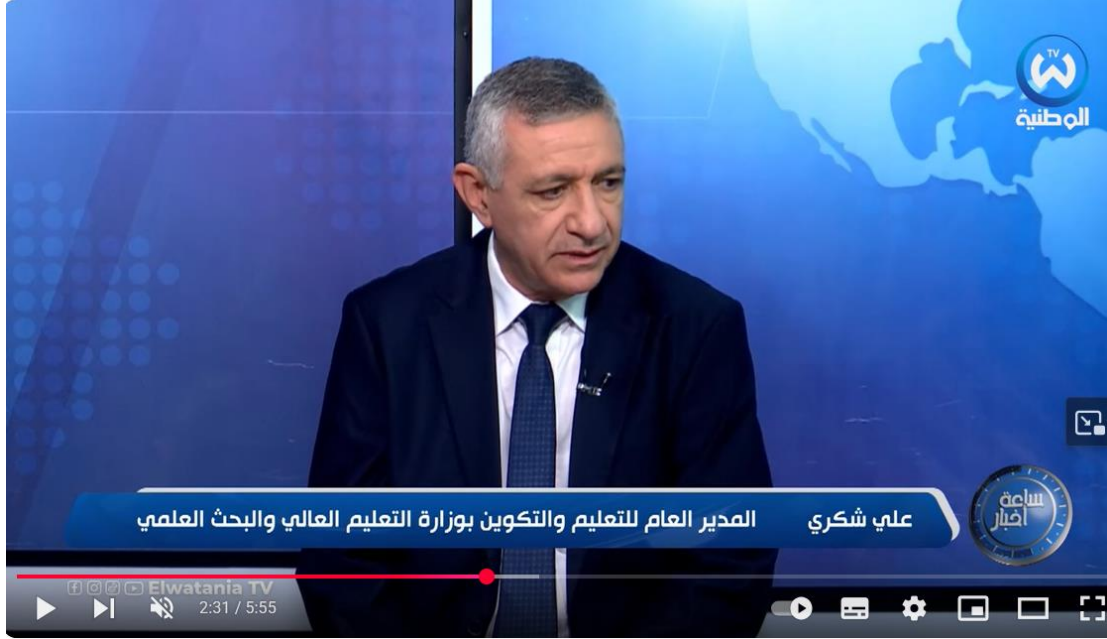 TV
الوطنية
ساعة
أخبار
علي شكري المدير العام للتعليم والتكوين بوزارة التعليم العالي والبحث العلمي
Elwatania TV
2:31 / 5:55